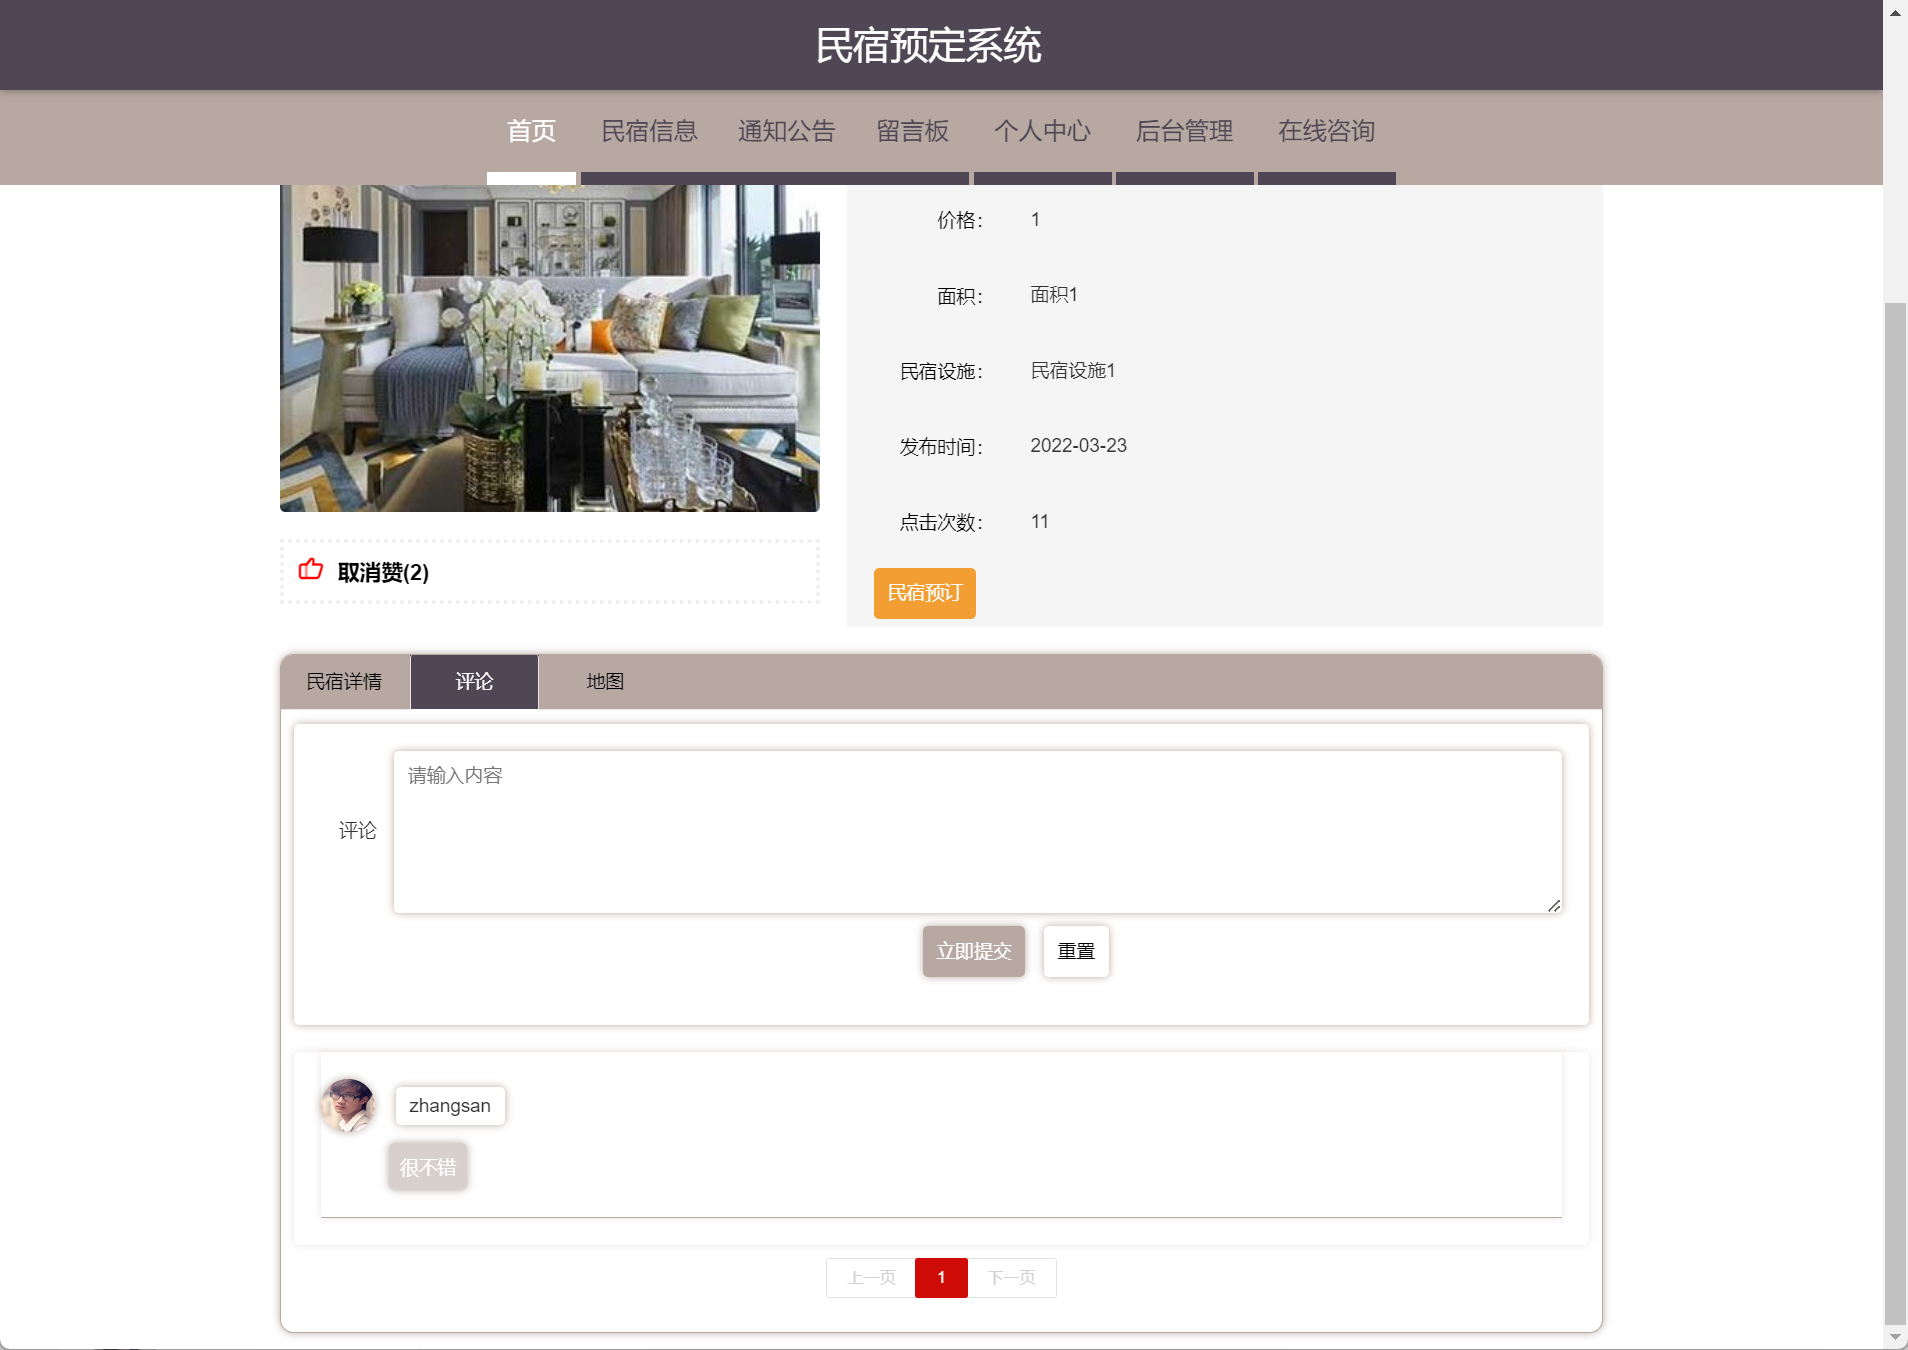 民宿预定系统
首页 民宿信息 通知公告 留言板 个人中心 后台管理 在线咨询
价格： 1
面积： 面积1
民宿设施： 民宿设施1
发布时间： 2022-03-23
点击次数： 11
取消赞(2)
民宿预订
民宿详情 评论 地图
请输入内容
评论
立即提交 重置
zhangsan
很不错
上一页 1 下一页